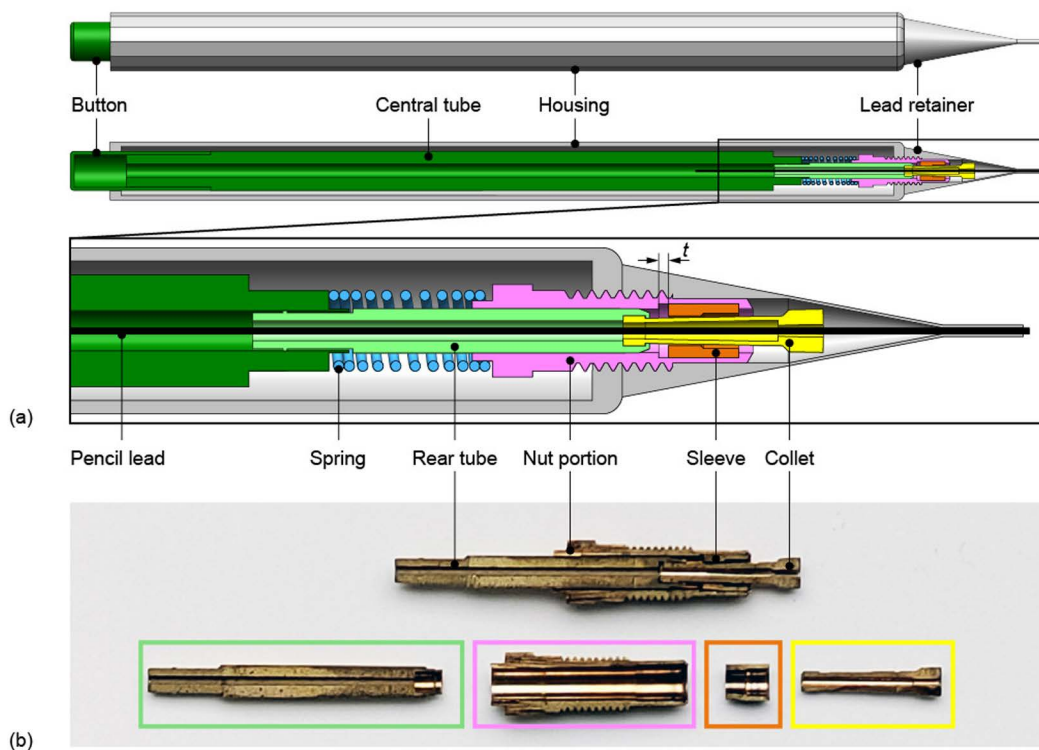 Button Central tube Housing Lead retainer
t
(a)
Pencil lead Spring Rear tube Nut portion Sleeve Collet
(b)